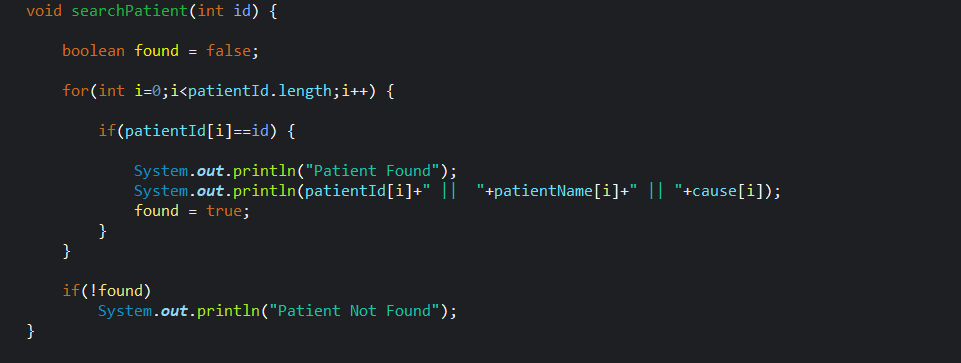 void searchPatient(int id) {
boolean found = false;
for(int i=0;i<patientId.length;i++) {
if(patientId[i]==id) {
System.out.println("Patient Found");
System.out.println(patientId[i]+" ||  "+patientName[i]+" || "+cause[i]);
found = true;
}
}
if(!found)
System.out.println("Patient Not Found");
}